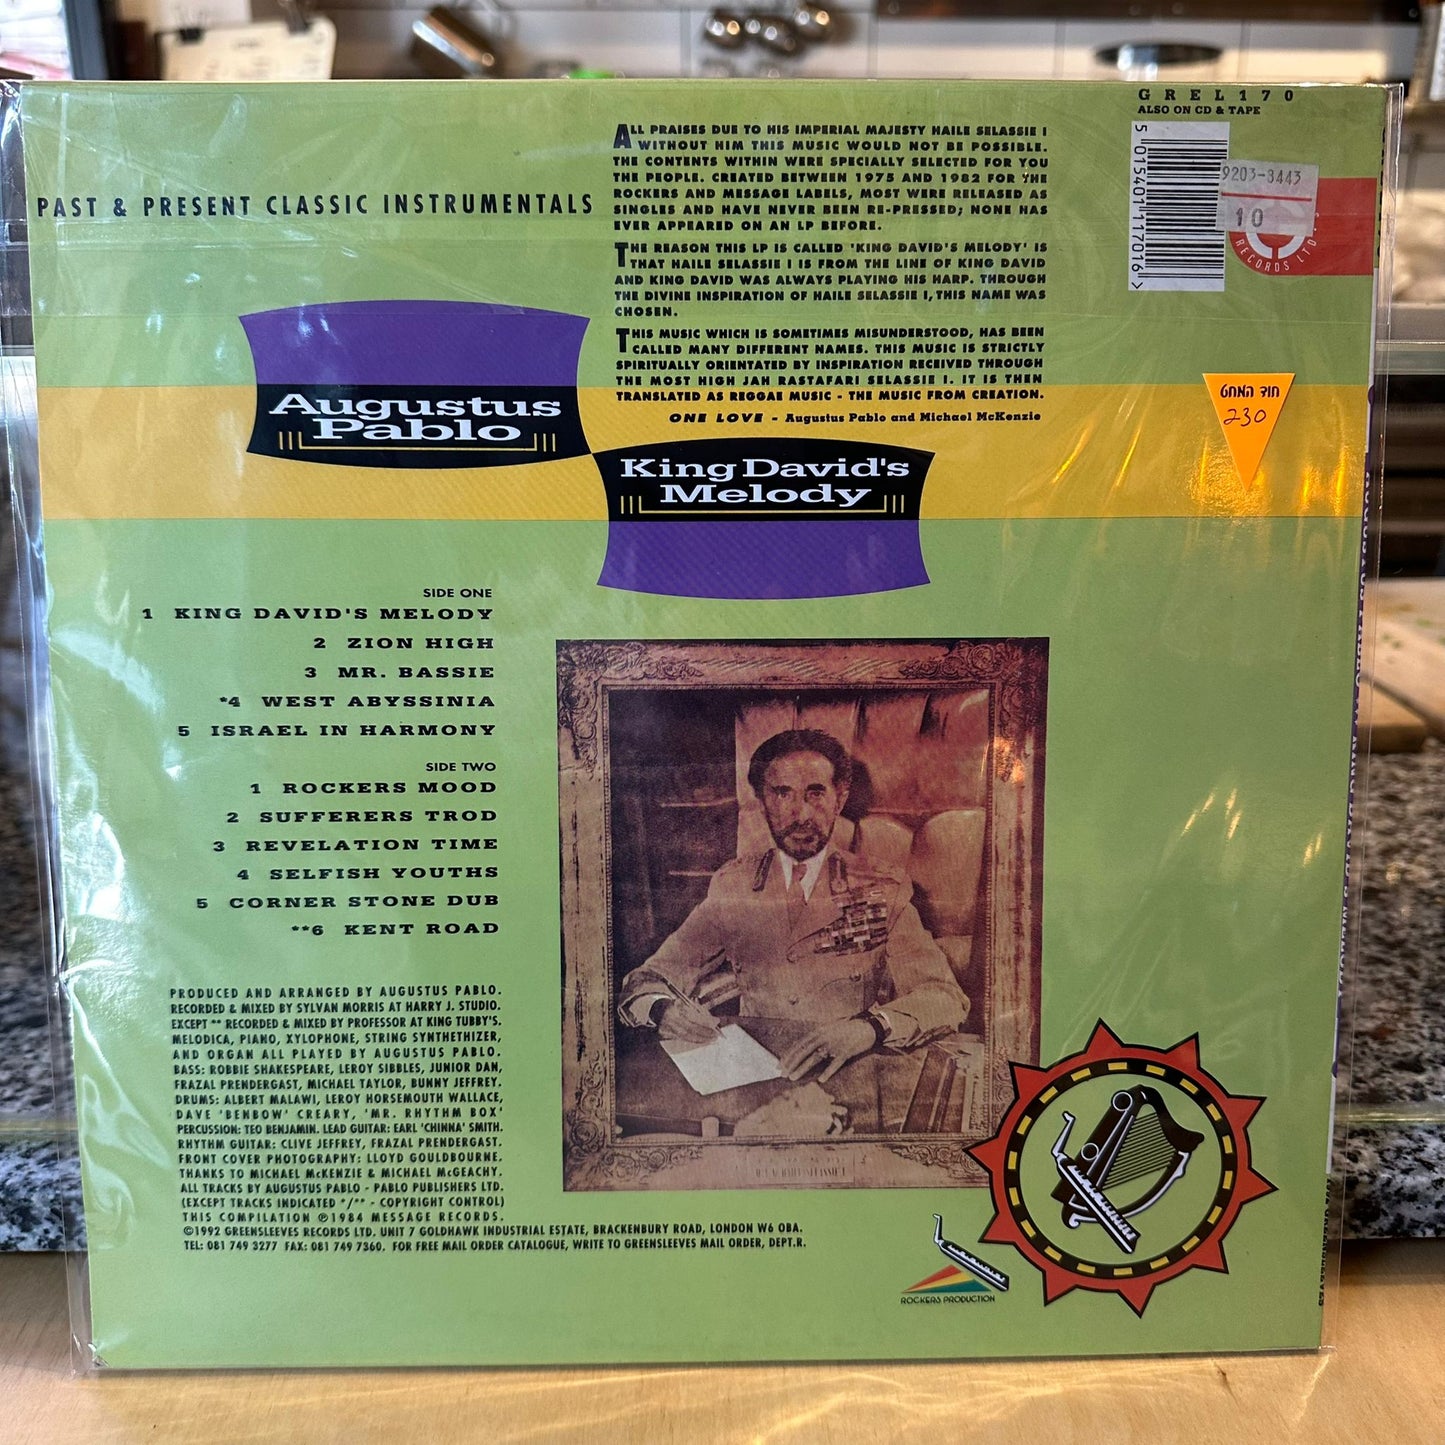 GREL170
ALSO ON CD & TAPE
5 015401 117016 >
9203-3443
10
RECORDS LTD.
PAST & PRESENT CLASSIC INSTRUMENTALS
ALL PRAISES DUE TO HIS IMPERIAL MAJESTY HAILE SELASSIE I
WITHOUT HIM THIS MUSIC WOULD NOT BE POSSIBLE.
THE CONTENTS WITHIN WERE SPECIALLY SELECTED FOR YOU
THE PEOPLE. CREATED BETWEEN 1975 AND 1982 FOR THE
ROCKERS AND MESSAGE LABELS, MOST WERE RELEASED AS
SINGLES AND HAVE NEVER BEEN RE-PRESSED; NONE HAS
EVER APPEARED ON AN LP BEFORE.
THE REASON THIS LP IS CALLED 'KING DAVID'S MELODY' IS
THAT HAILE SELASSIE I IS FROM THE LINE OF KING DAVID
AND KING DAVID WAS ALWAYS PLAYING HIS HARP. THROUGH
THE DIVINE INSPIRATION OF HAILE SELASSIE I, THIS NAME WAS
CHOSEN.
THIS MUSIC WHICH IS SOMETIMES MISUNDERSTOOD, HAS BEEN
CALLED MANY DIFFERENT NAMES. THIS MUSIC IS STRICTLY
SPIRITUALLY ORIENTATED BY INSPIRATION RECEIVED THROUGH
THE MOST HIGH JAH RASTAFARI SELASSIE I. IT IS THEN
TRANSLATED AS REGGAE MUSIC - THE MUSIC FROM CREATION.
ONE LOVE - Augustus Pablo and Michael McKenzie
חוד המחט
230
Augustus
Pablo
King David's
Melody
SIDE ONE
1 KING DAVID'S MELODY
2 ZION HIGH
3 MR. BASSIE
*4 WEST ABYSSINIA
5 ISRAEL IN HARMONY
SIDE TWO
1 ROCKERS MOOD
2 SUFFERERS TROD
3 REVELATION TIME
4 SELFISH YOUTHS
5 CORNER STONE DUB
**6 KENT ROAD
PRODUCED AND ARRANGED BY AUGUSTUS PABLO.
RECORDED & MIXED BY SYLVAN MORRIS AT HARRY J. STUDIO.
EXCEPT ** RECORDED & MIXED BY PROFESSOR AT KING TUBBY'S.
MELODICA, PIANO, XYLOPHONE, STRING SYNTHETHIZER,
AND ORGAN ALL PLAYED BY AUGUSTUS PABLO.
BASS: ROBBIE SHAKESPEARE, LEROY SIBBLES, JUNIOR DAN,
FRAZAL PRENDERGAST, MICHAEL TAYLOR, BUNNY JEFFREY.
DRUMS: ALBERT MALAWI, LEROY HORSEMOUTH WALLACE,
DAVE 'BENBOW' CREARY, 'MR. RHYTHM BOX'
PERCUSSION: TEO BENJAMIN. LEAD GUITAR: EARL 'CHINNA' SMITH.
RHYTHM GUITAR: CLIVE JEFFREY, FRAZAL PRENDERGAST.
FRONT COVER PHOTOGRAPHY: LLOYD GOULDBOURNE.
THANKS TO MICHAEL McKENZIE & MICHAEL McGEACHY.
ALL TRACKS BY AUGUSTUS PABLO - PABLO PUBLISHERS LTD.
(EXCEPT TRACKS INDICATED */** - COPYRIGHT CONTROL)
THIS COMPILATION ℗1984 MESSAGE RECORDS.
©1992 GREENSLEEVES RECORDS LTD. UNIT 7 GOLDHAWK INDUSTRIAL ESTATE, BRACKENBURY ROAD, LONDON W6 OBA.
TEL: 081 749 3277 FAX: 081 749 7360. FOR FREE MAIL ORDER CATALOGUE, WRITE TO GREENSLEEVES MAIL ORDER, DEPT.R.
ROCKERS PRODUCTION